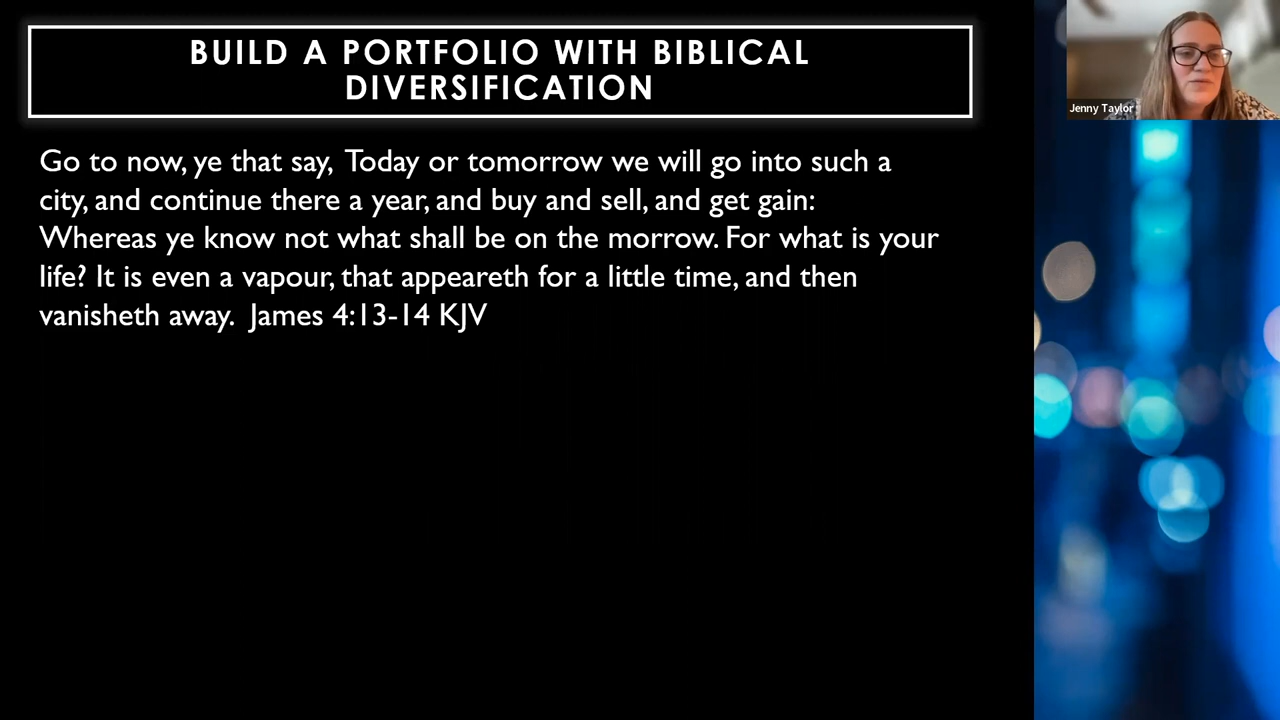 BUILD A PORTFOLIO WITH BIBLICAL
DIVERSIFICATION
Jenny Taylor
Go to now, ye that say,  Today or tomorrow we will go into such a
city, and continue there a year, and buy and sell, and get gain:
Whereas ye know not what shall be on the morrow. For what is your
life? It is even a vapour, that appeareth for a little time, and then
vanisheth away.  James 4:13-14 KJV